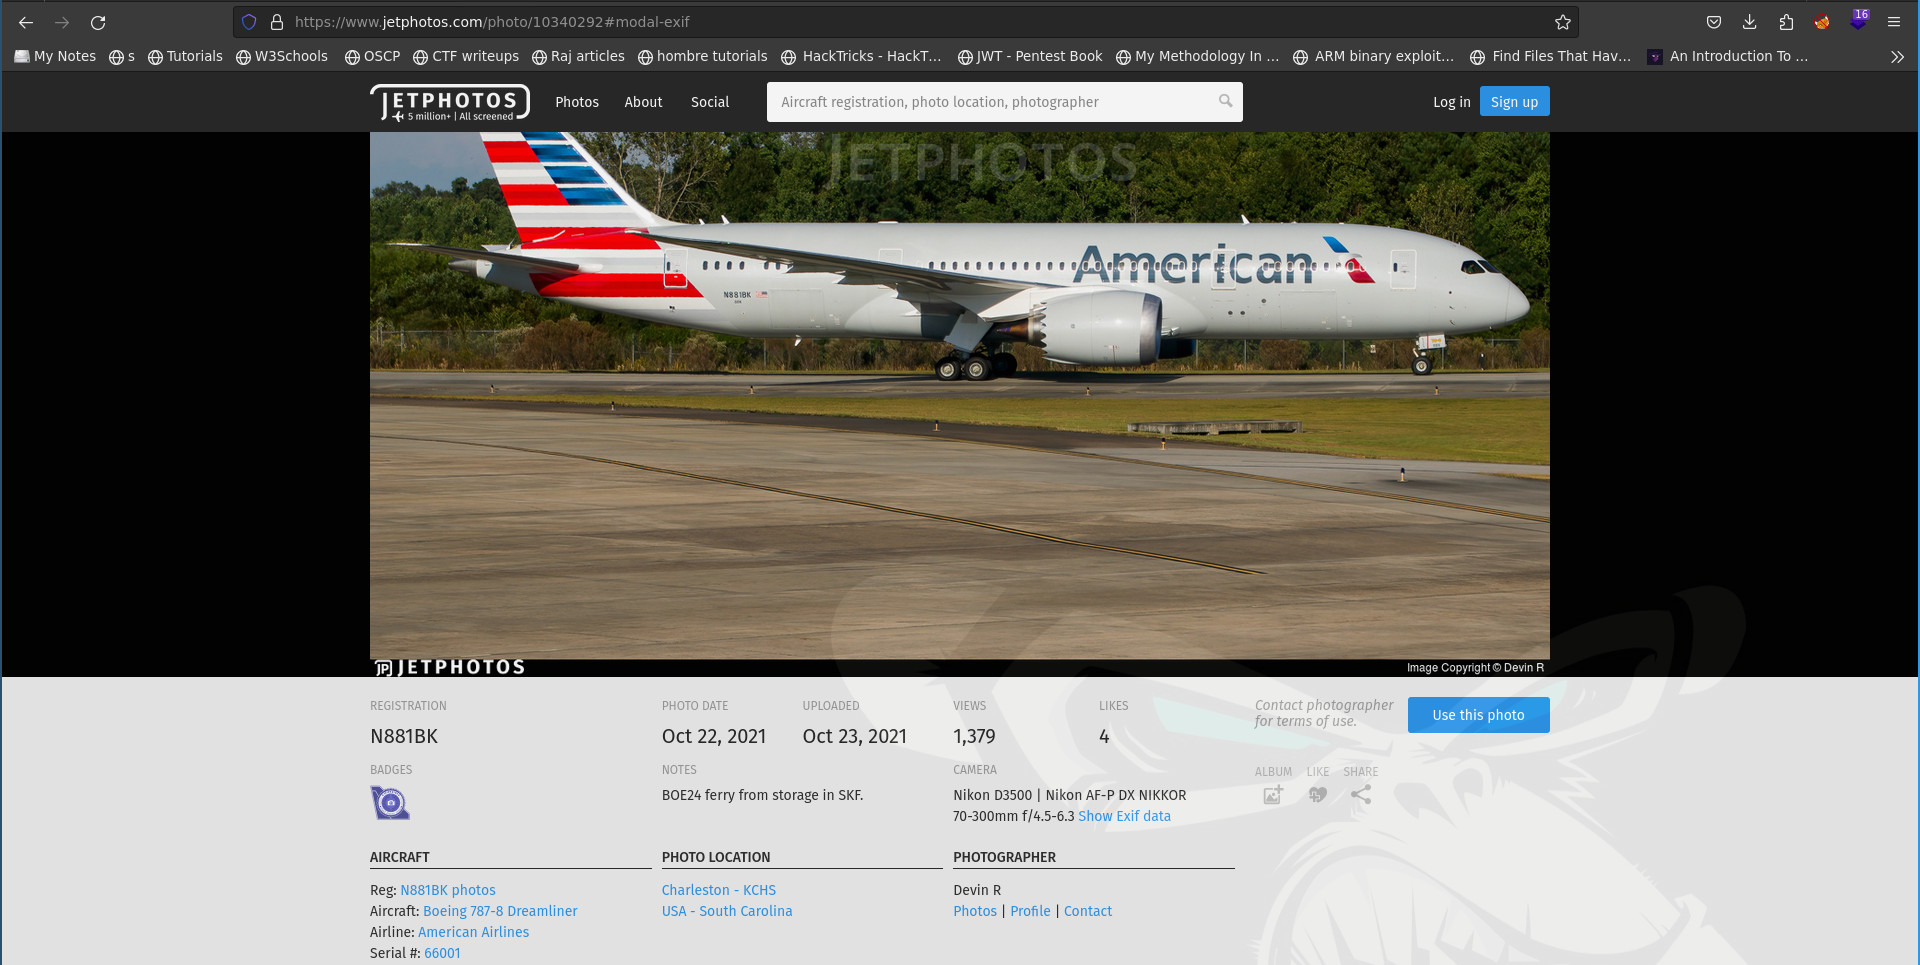 https://www.jetphotos.com/photo/10340292#modal-exif
16
My Notes s Tutorials W3Schools OSCP CTF writeups Raj articles hombre tutorials HackTricks - HackT… JWT - Pentest Book My Methodology In … ARM binary exploit… Find Files That Hav… An Introduction To …
JETPHOTOS
5 million+ | All screened
Photos About Social
Aircraft registration, photo location, photographer
Log in Sign up
JETPHOTOS
American
N881BK
JP JETPHOTOS
Image Copyright © Devin R
REGISTRATION PHOTO DATE UPLOADED VIEWS LIKES
Contact photographer
for terms of use.
Use this photo
N881BK Oct 22, 2021 Oct 23, 2021 1,379 4
BADGES NOTES CAMERA ALBUM LIKE SHARE
BOE24 ferry from storage in SKF. Nikon D3500 | Nikon AF-P DX NIKKOR
70-300mm f/4.5-6.3 Show Exif data
AIRCRAFT PHOTO LOCATION PHOTOGRAPHER
Reg: N881BK photos Charleston - KCHS Devin R
Aircraft: Boeing 787-8 Dreamliner USA - South Carolina Photos | Profile | Contact
Airline: American Airlines
Serial #: 66001